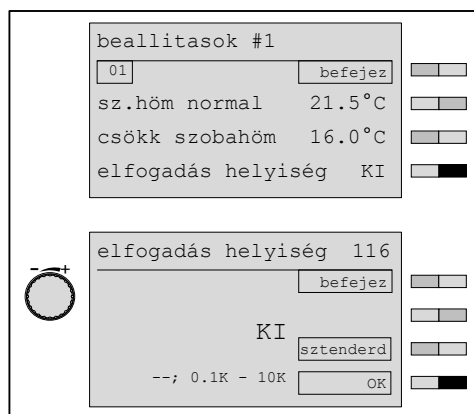 beallitasok #1
01 befejez
sz.höm normal 21.5°C
csökk szobahöm 16.0°C
elfogadás helyiség KI
elfogadás helyiség 116
- +
befejez
KI
sztenderd
--; 0.1K - 10K OK